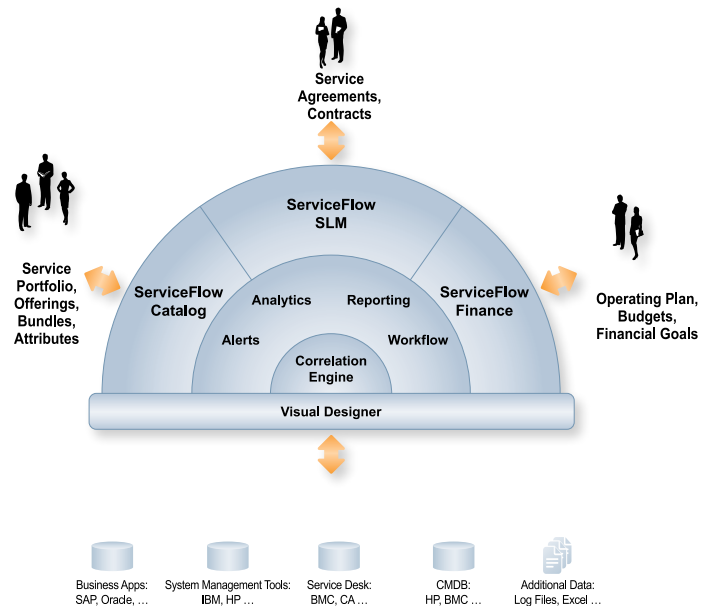 Service
Agreements,
Contracts
ServiceFlow
SLM
Service
Portfolio,
Offerings,
Bundles,
Attributes
ServiceFlow
Catalog
Analytics
Reporting
ServiceFlow
Finance
Operating Plan,
Budgets,
Financial Goals
Alerts
Workflow
Correlation
Engine
Visual Designer
Business Apps:
SAP, Oracle, ...
System Management Tools:
IBM, HP ...
Service Desk:
BMC, CA ...
CMDB:
HP, BMC ...
Additional Data:
Log Files, Excel ...